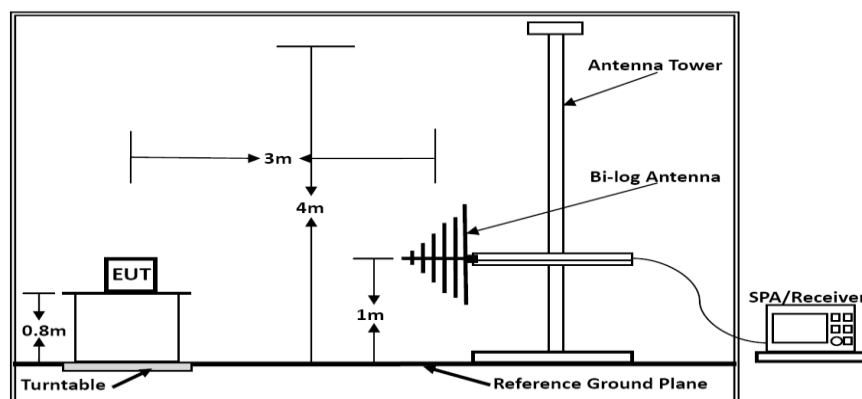 Antenna Tower
3m
Bi-log Antenna
4m
EUT
SPA/Receiver
0.8m
1m
Turntable
Reference Ground Plane